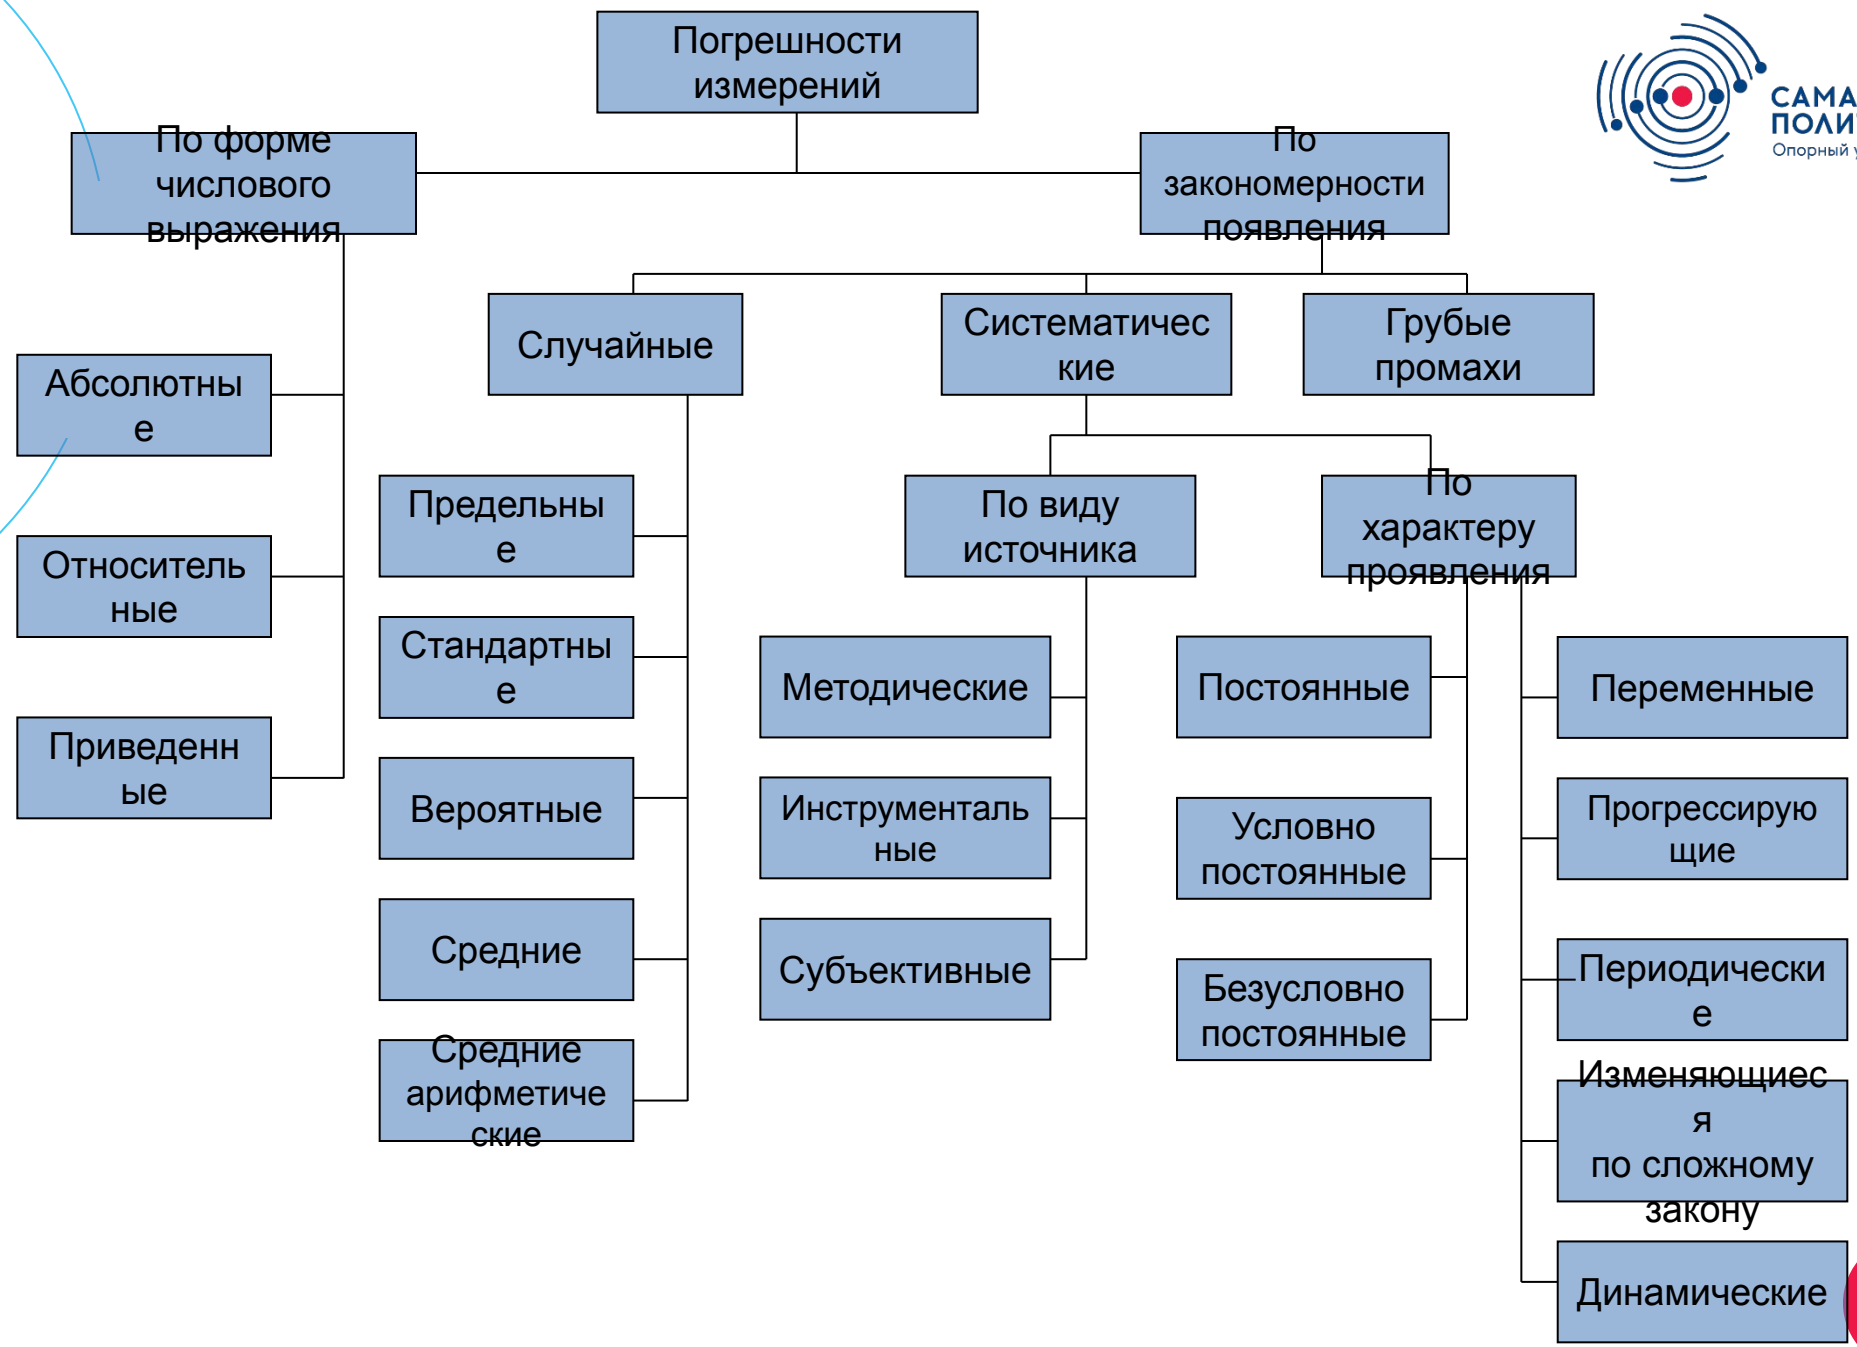 Погрешности
измерений
САМА
ПОЛИ
Опорный у
По форме
числового
выражения
По
закономерности
появления
Случайные
Систематичес
кие
Грубые
промахи
Абсолютны
е
Относитель
ные
Приведенн
ые
Предельны
е
Стандартны
е
Вероятные
Средние
Средние
арифметиче
ские
По виду
источника
По
характеру
проявления
Методические
Инструменталь
ные
Субъективные
Постоянные
Условно
постоянные
Безусловно
постоянные
Переменные
Прогрессирую
щие
Периодически
е
Изменяющиес
я
по сложному
закону
Динамические